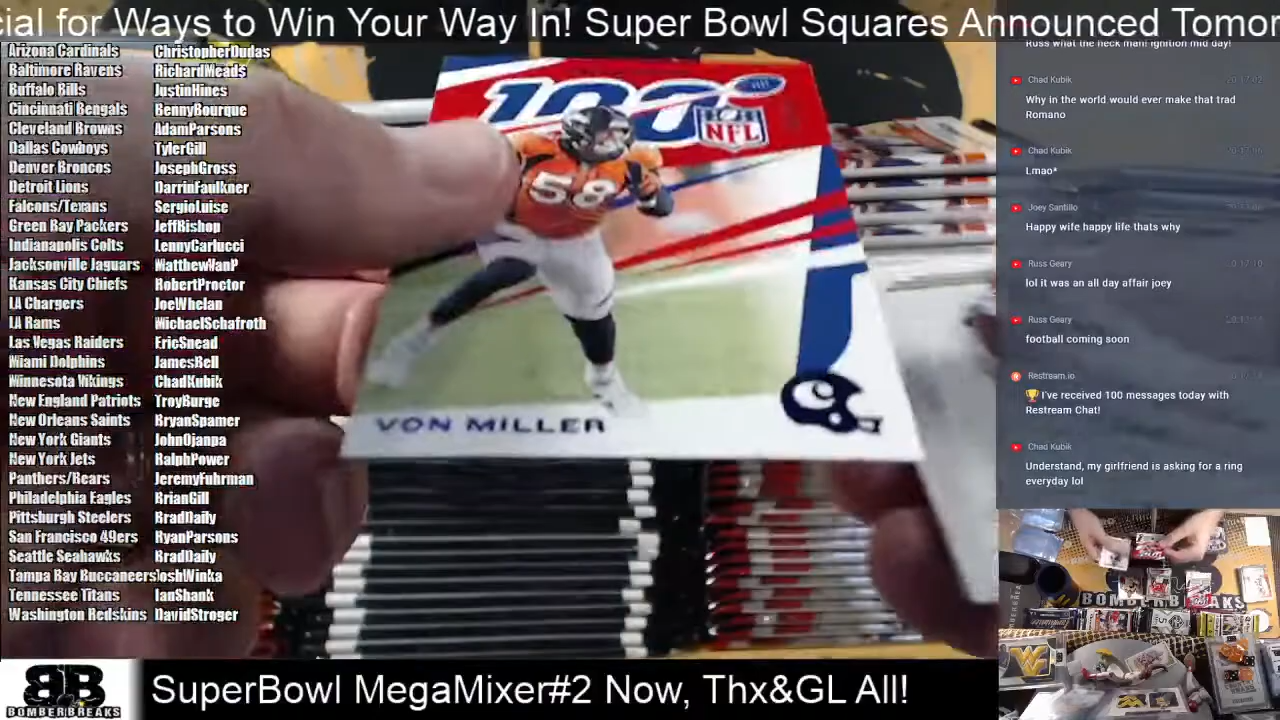 cial for Ways to Win Your Way In! Super Bowl Squares Announced Tomor
Arizona Cardinals ChristopherDudas
Baltimore Ravens RichardMeads
Buffalo Bills JustinHines
Cincinnati Bengals BennyBourque
Cleveland Browns AdamParsons
Dallas Cowboys TylerGill
Denver Broncos JosephGross
Detroit Lions DarrinFaulkner
Falcons/Texans SergioLuise
Green Bay Packers JeffBishop
Indianapolis Colts LennyCarlucci
Jacksonville Jaguars MatthewVanP
Kansas City Chiefs RobertProctor
LA Chargers JoeWhelan
LA Rams MichaelSchafroth
Las Vegas Raiders EricSnead
Miami Dolphins JamesBell
Minnesota Vikings ChadKubik
New England Patriots TroyBurge
New Orleans Saints BryanSpamer
New York Giants JohnOjanpa
New York Jets RalphPower
Panthers/Bears JeremyFuhrman
Philadelphia Eagles BrianGill
Pittsburgh Steelers BradDaily
San Francisco 49ers RyanParsons
Seattle Seahawks BradDaily
Tampa Bay Buccaneers JoshWinka
Tennessee Titans IanShank
Washington Redskins DavidStroger
100
NFL
58
VON MILLER
Russ what the heck man! ignition mid day!
Chad Kubik
Why in the world would ever make that trad
Romano
Chad Kubik
Lmao*
Joey Santillo
Happy wife happy life thats why
Russ Geary
lol it was an all day affair joey
Russ Geary
football coming soon
Restream.io
🏆I've received 100 messages today with
Restream Chat!
Chad Kubik
Understand, my girlfriend is asking for a ring
everyday lol
BOMBERBREAKS
BB
BOMBERBREAKS
SuperBowl MegaMixer#2 Now, Thx&GL All!